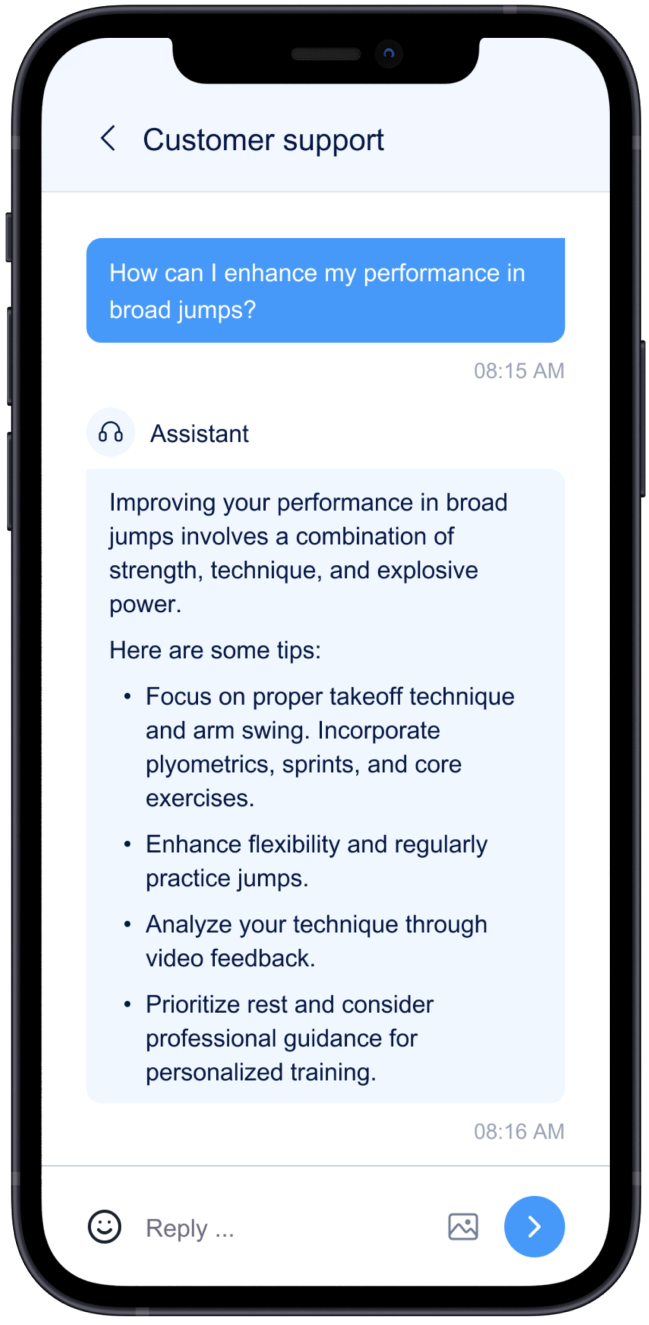 Customer support
How can I enhance my performance in
broad jumps?
08:15 AM
Assistant
Improving your performance in broad
jumps involves a combination of
strength, technique, and explosive
power.
Here are some tips:
• Focus on proper takeoff technique
and arm swing. Incorporate
plyometrics, sprints, and core
exercises.
• Enhance flexibility and regularly
practice jumps.
• Analyze your technique through
video feedback.
• Prioritize rest and consider
professional guidance for
personalized training.
08:16 AM
Reply ...